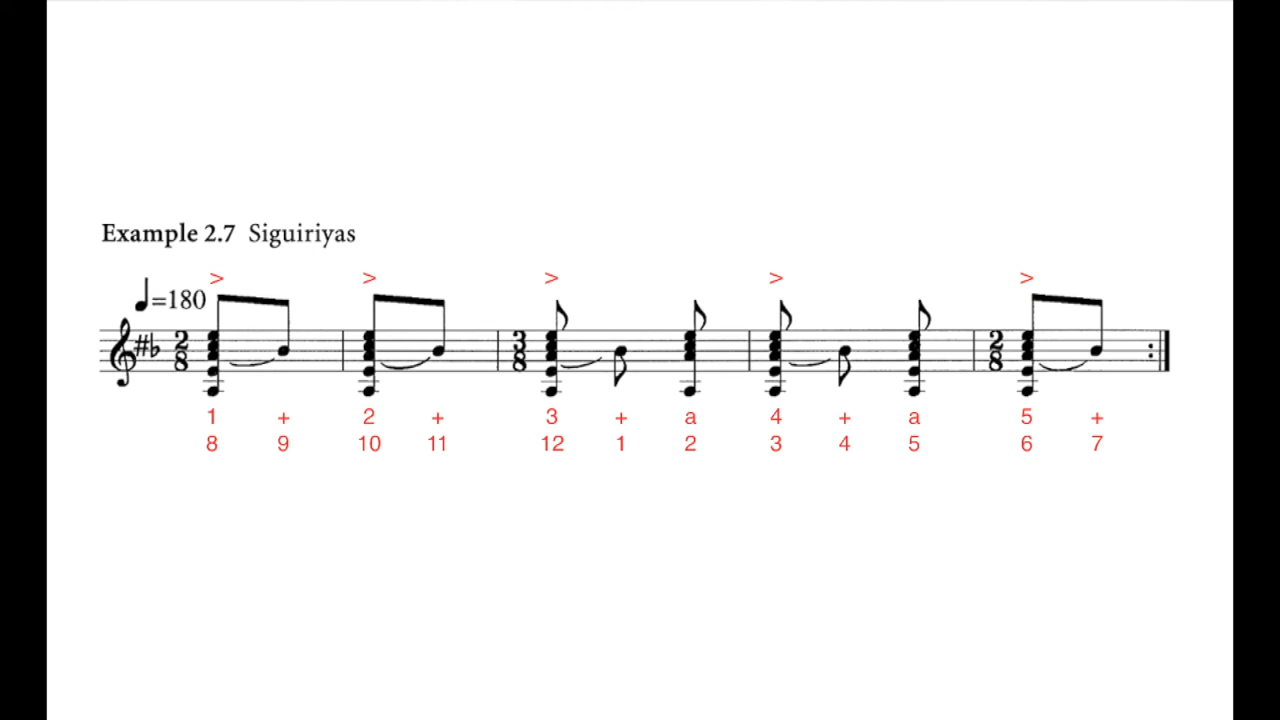 Example 2.7 Siguiriyas
> > > > >
♩=180
2 3 2
8 8 8
1 + 2 + 3 + a 4 + a 5 +
8 9 10 11 12 1 2 3 4 5 6 7